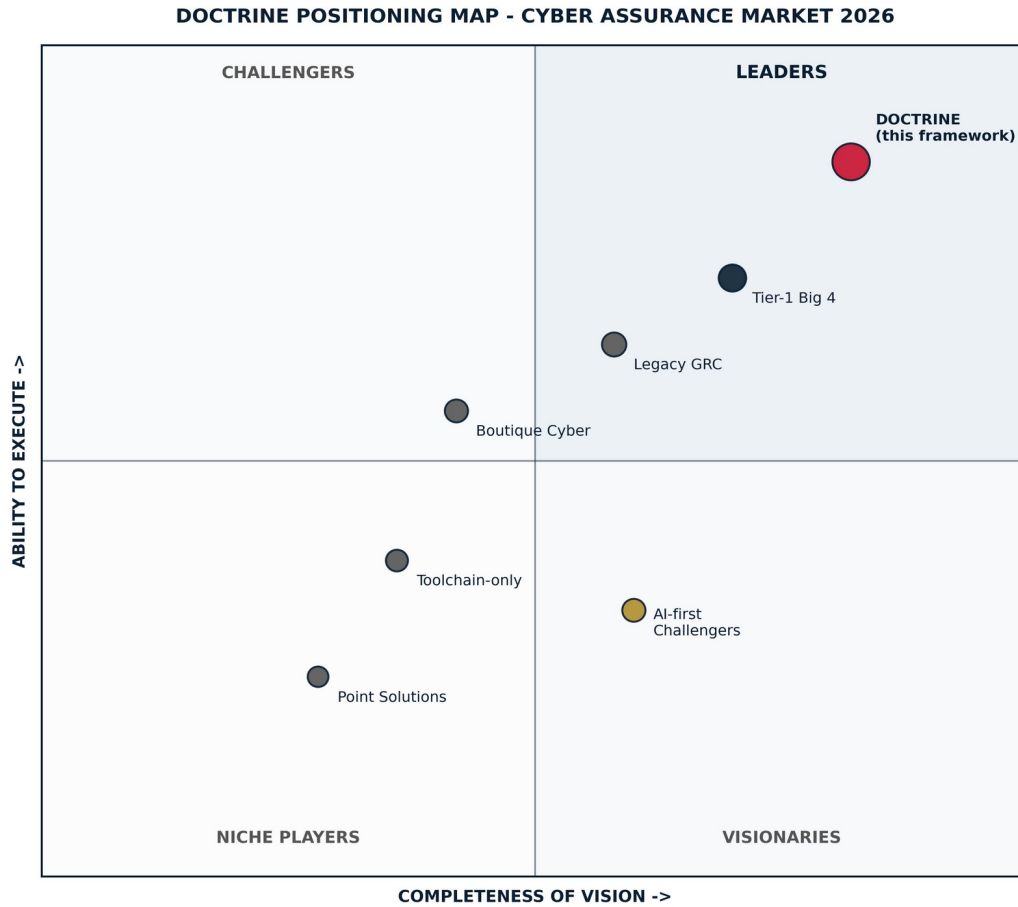 DOCTRINE POSITIONING MAP - CYBER ASSURANCE MARKET 2026
CHALLENGERS
LEADERS
DOCTRINE
(this framework)
Tier-1 Big 4
Legacy GRC
Boutique Cyber
ABILITY TO EXECUTE ->
Toolchain-only
AI-first
Challengers
Point Solutions
NICHE PLAYERS
VISIONARIES
COMPLETENESS OF VISION ->